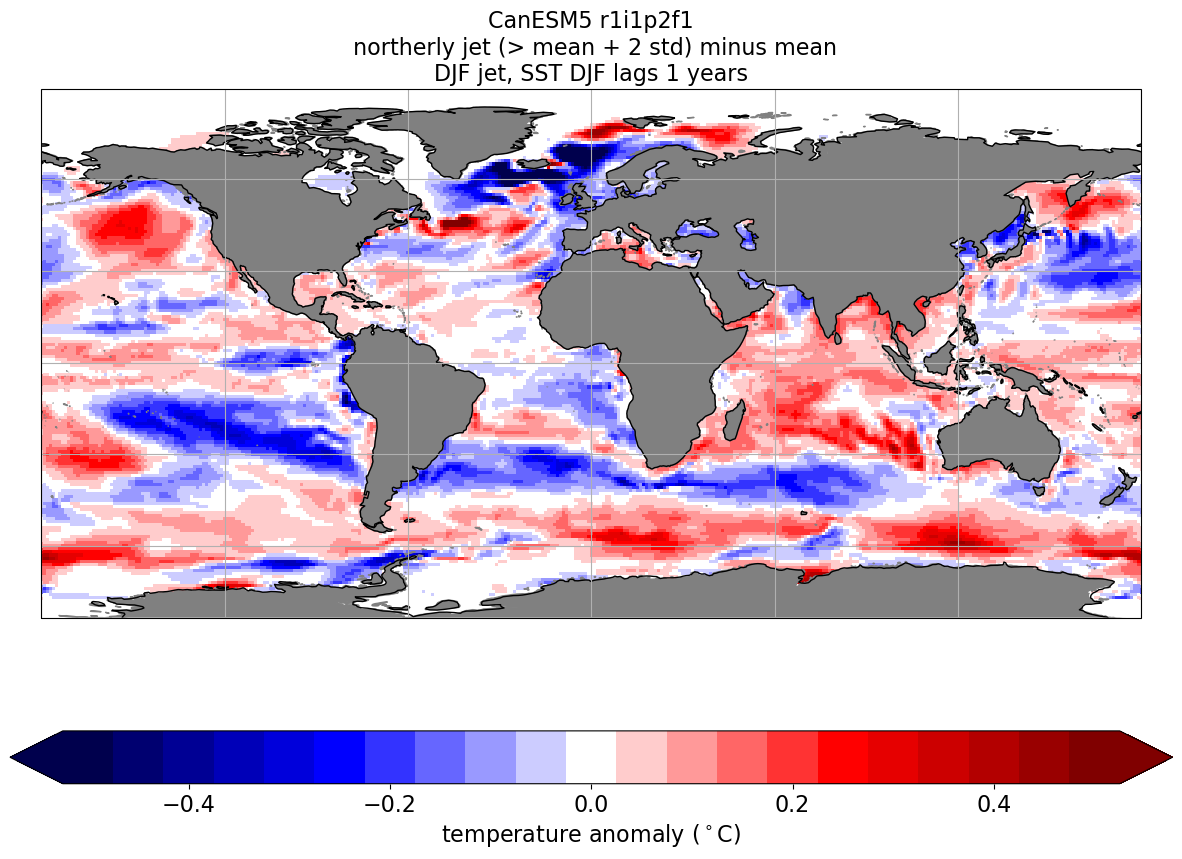 CanESM5 r1i1p2f1
northerly jet (> mean + 2 std) minus mean
DJF jet, SST DJF lags 1 years
−0.4 −0.2 0.0 0.2 0.4
temperature anomaly (°C)